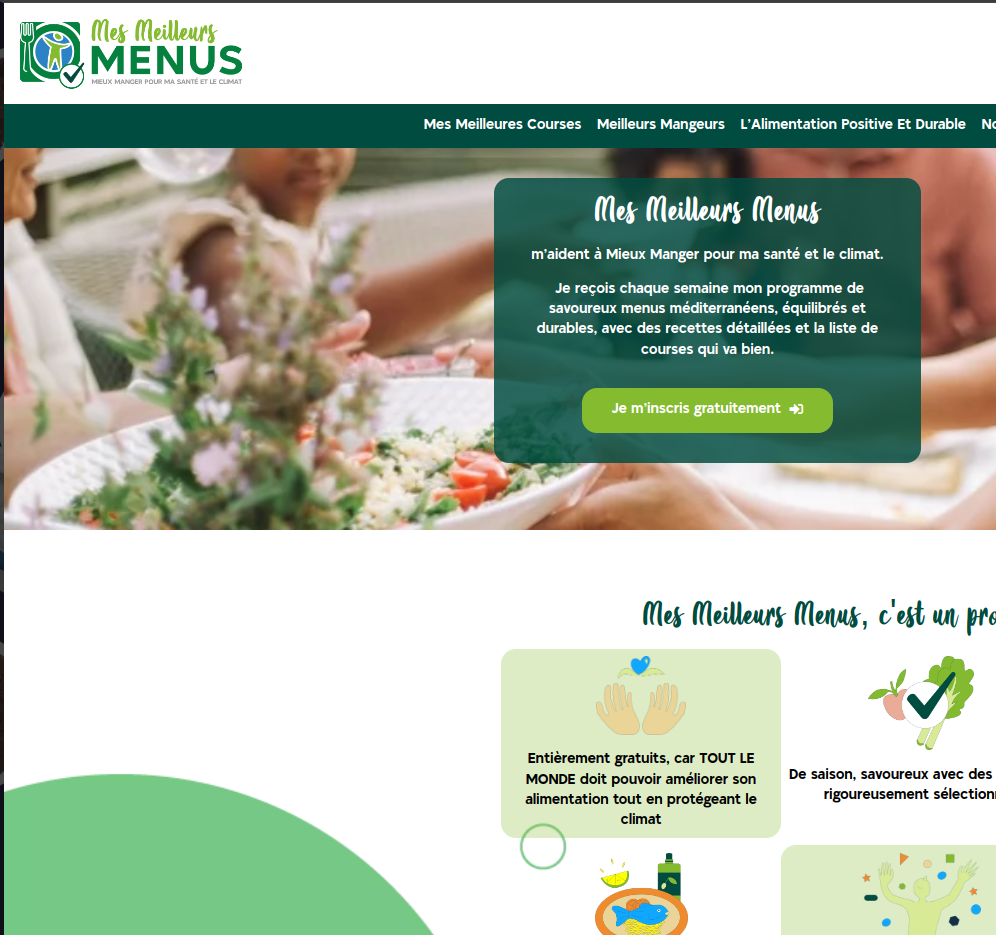 Mes Meilleurs
MENUS
MIEUX MANGER POUR MA SANTÉ ET LE CLIMAT
Mes Meilleures Courses Meilleurs Mangeurs L'Alimentation Positive Et Durable
Mes Meilleurs Menus
m'aident à Mieux Manger pour ma santé et le climat.
Je reçois chaque semaine mon programme de
savoureux menus méditerranéens, équilibrés et
durables, avec des recettes détaillées et la liste de
courses qui va bien.
Je m'inscris gratuitement
Mes Meilleurs Menus, c'est un
Entièrement gratuits, car TOUT LE
MONDE doit pouvoir améliorer son
alimentation tout en protégeant le
climat
De saison, savoureux avec des
rigoureusement